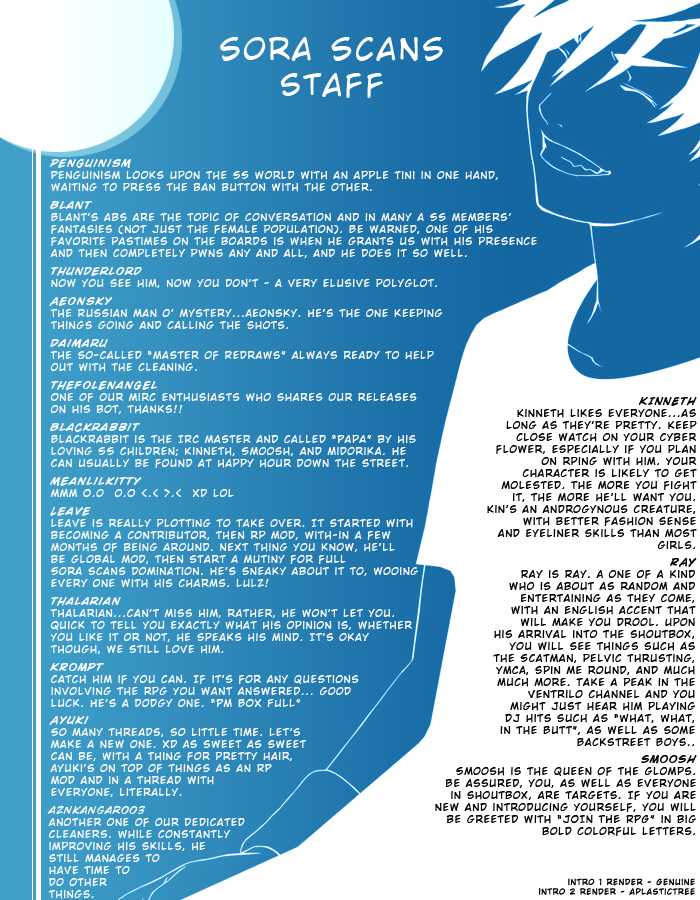 SORA SCANS
STAFF
PENGUINISM
PENGUINISM LOOKS UPON THE SS WORLD WITH AN APPLE TINI IN ONE HAND,
WAITING TO PRESS THE BAN BUTTON WITH THE OTHER.
BLANT
BLANT'S ABS ARE THE TOPIC OF CONVERSATION AND IN MANY A SS MEMBERS'
FANTASIES (NOT JUST THE FEMALE POPULATION). BE WARNED, ONE OF HIS
FAVORITE PASTIMES ON THE BOARDS IS WHEN HE GRANTS US WITH HIS PRESENCE
AND THEN COMPLETELY PWNS ANY AND ALL, AND HE DOES IT SO WELL.
THUNDERLORD
NOW YOU SEE HIM, NOW YOU DON'T - A VERY ELUSIVE POLYGLOT.
AEONSKY
THE RUSSIAN MAN O' MYSTERY...AEONSKY. HE'S THE ONE KEEPING
THINGS GOING AND CALLING THE SHOTS.
DAIMARU
THE SO-CALLED "MASTER OF REDRAWS" ALWAYS READY TO HELP
OUT WITH THE CLEANING.
THEFOLENANGEL
ONE OF OUR MIRC ENTHUSIASTS WHO SHARES OUR RELEASES
ON HIS BOT, THANKS!!
BLACKRABBIT
BLACKRABBIT IS THE IRC MASTER AND CALLED "PAPA" BY HIS
LOVING SS CHILDREN; KINNETH, SMOOSH, AND MIDORIKA. HE
CAN USUALLY BE FOUND AT HAPPY HOUR DOWN THE STREET.
MEANLILKITTY
MMM O.O  O.O <.< >.<  XD LOL
LEAVE
LEAVE IS REALLY PLOTTING TO TAKE OVER. IT STARTED WITH
BECOMING A CONTRIBUTOR, THEN RP MOD, WITH-IN A FEW
MONTHS OF BEING AROUND. NEXT THING YOU KNOW, HE'LL
BE GLOBAL MOD, THEN START A MUTINY FOR FULL
SORA SCANS DOMINATION. HE'S SNEAKY ABOUT IT TO, WOOING
EVERY ONE WITH HIS CHARMS. LULZ!
THALARIAN
THALARIAN...CAN'T MISS HIM, RATHER, HE WON'T LET YOU.
QUICK TO TELL YOU EXACTLY WHAT HIS OPINION IS, WHETHER
YOU LIKE IT OR NOT, HE SPEAKS HIS MIND. IT'S OKAY
THOUGH, WE STILL LOVE HIM.
KROMPT
CATCH HIM IF YOU CAN. IF IT'S FOR ANY QUESTIONS
INVOLVING THE RPG YOU WANT ANSWERED... GOOD
LUCK. HE'S A DODGY ONE. "PM BOX FULL"
AYUKI
SO MANY THREADS, SO LITTLE TIME. LET'S
MAKE A NEW ONE. XD AS SWEET AS SWEET
CAN BE, WITH A THING FOR PRETTY HAIR,
AYUKI'S ON TOP OF THINGS AS AN RP
MOD AND IN A THREAD WITH
EVERYONE, LITERALLY.
AZNKANGAROO3
ANOTHER ONE OF OUR DEDICATED
CLEANERS. WHILE CONSTANTLY
IMPROVING HIS SKILLS, HE
STILL MANAGES TO
HAVE TIME TO
DO OTHER
THINGS.
KINNETH
KINNETH LIKES EVERYONE...AS
LONG AS THEY'RE PRETTY. KEEP
CLOSE WATCH ON YOUR CYBER
FLOWER, ESPECIALLY IF YOU PLAN
ON RPING WITH HIM. YOUR
CHARACTER IS LIKELY TO GET
MOLESTED. THE MORE YOU FIGHT
IT, THE MORE HE'LL WANT YOU.
KIN'S AN ANDROGYNOUS CREATURE,
WITH BETTER FASHION SENSE
AND EYELINER SKILLS THAN MOST
GIRLS.
RAY
RAY IS RAY. A ONE OF A KIND
WHO IS ABOUT AS RANDOM AND
ENTERTAINING AS THEY COME,
WITH AN ENGLISH ACCENT THAT
WILL MAKE YOU DROOL. UPON
HIS ARRIVAL INTO THE SHOUTBOX,
YOU WILL SEE THINGS SUCH AS
THE SCATMAN, PELVIC THRUSTING,
YMCA, SPIN ME ROUND, AND MUCH
MUCH MORE. TAKE A PEAK IN THE
VENTRILO CHANNEL AND YOU
MIGHT JUST HEAR HIM PLAYING
DJ HITS SUCH AS "WHAT, WHAT,
IN THE BUTT", AS WELL AS SOME
BACKSTREET BOYS..
SMOOSH
SMOOSH IS THE QUEEN OF THE GLOMPS.
BE ASSURED, YOU, AS WELL AS EVERYONE
IN SHOUTBOX, ARE TARGETS. IF YOU ARE
NEW AND INTRODUCING YOURSELF, YOU WILL
BE GREETED WITH "JOIN THE RPG" IN BIG
BOLD COLORFUL LETTERS.
INTRO 1 RENDER - GENUINE
INTRO 2 RENDER - APLASTICTREE